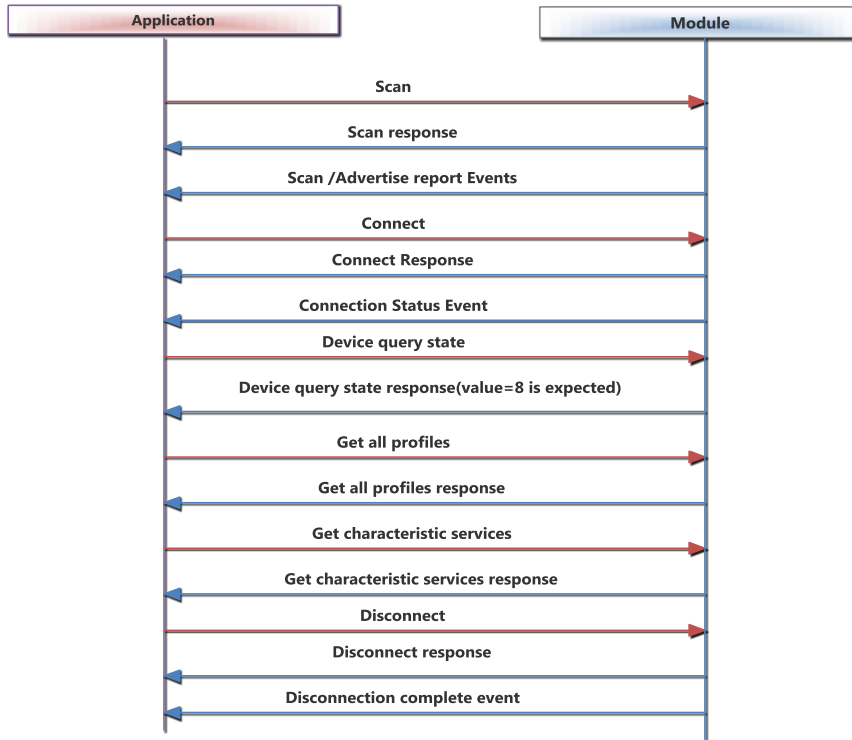 Application
Module
Scan
Scan response
Scan /Advertise report Events
Connect
Connect Response
Connection Status Event
Device query state
Device query state response(value=8 is expected)
Get all profiles
Get all profiles response
Get characteristic services
Get characteristic services response
Disconnect
Disconnect response
Disconnection complete event